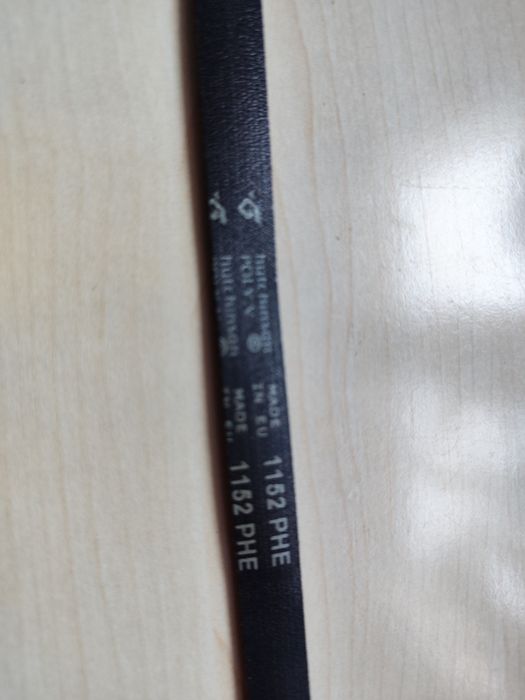 hutchinson
POLY V ®
MADE
IN EU
1152 PHE
hutchinson
MADE
1152 PHE